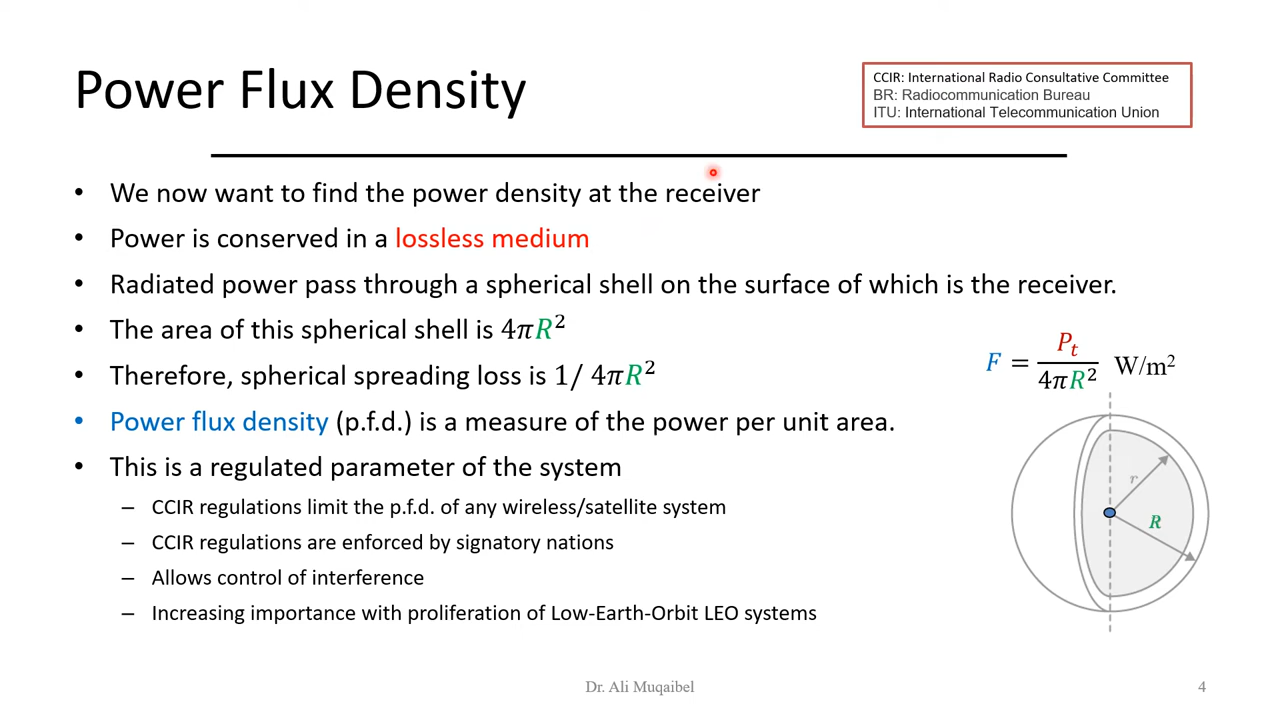 Power Flux Density
CCIR: International Radio Consultative Committee
BR: Radiocommunication Bureau
ITU: International Telecommunication Union
• We now want to find the power density at the receiver
• Power is conserved in a lossless medium
• Radiated power pass through a spherical shell on the surface of which is the receiver.
• The area of this spherical shell is 4πR²
• Therefore, spherical spreading loss is 1/ 4πR²
• Power flux density (p.f.d.) is a measure of the power per unit area.
• This is a regulated parameter of the system
– CCIR regulations limit the p.f.d. of any wireless/satellite system
– CCIR regulations are enforced by signatory nations
– Allows control of interference
– Increasing importance with proliferation of Low-Earth-Orbit LEO systems
F = Pₜ / 4πR² W/m²
r
R
Dr. Ali Muqaibel
4